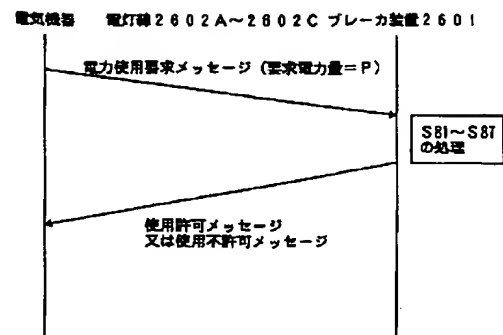 電気機器 電灯線2602A～2602C ブレーカ装置2601
電力使用要求メッセージ（要求電力量＝P）
S81～S87
の処理
使用許可メッセージ
又は使用不許可メッセージ